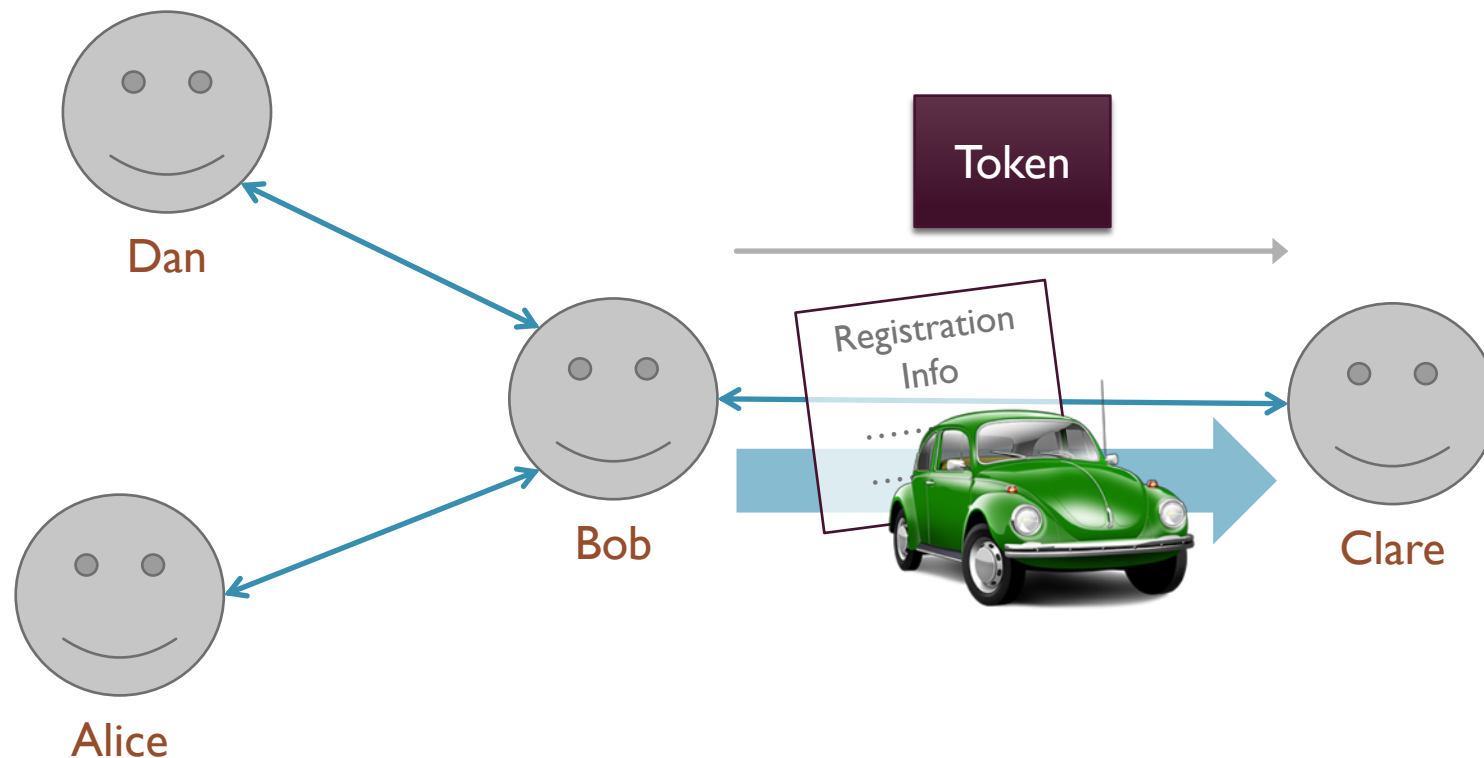 Dan
Token
Registration
Info
......
....
Bob
Clare
Alice